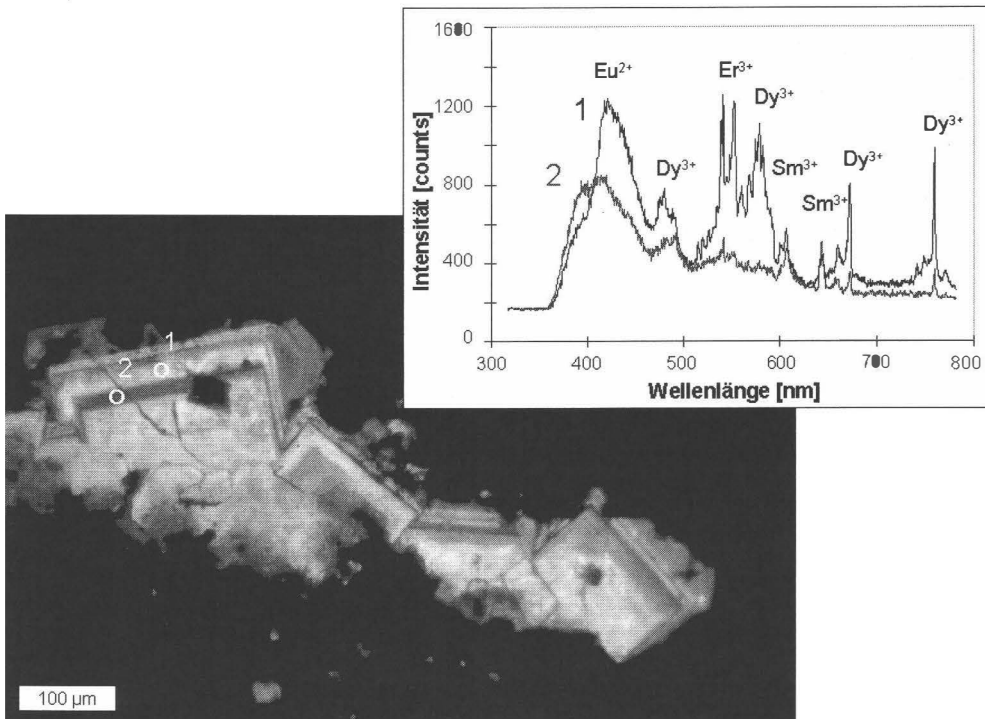 1600
1200
800
400
0
Intensität [counts]
300 400 500 600 700 800
Wellenlänge [nm]
Eu²⁺
Er³⁺
Dy³⁺
Dy³⁺
1
Dy³⁺
Sm³⁺
Dy³⁺
2
Sm³⁺
1
2
100 µm